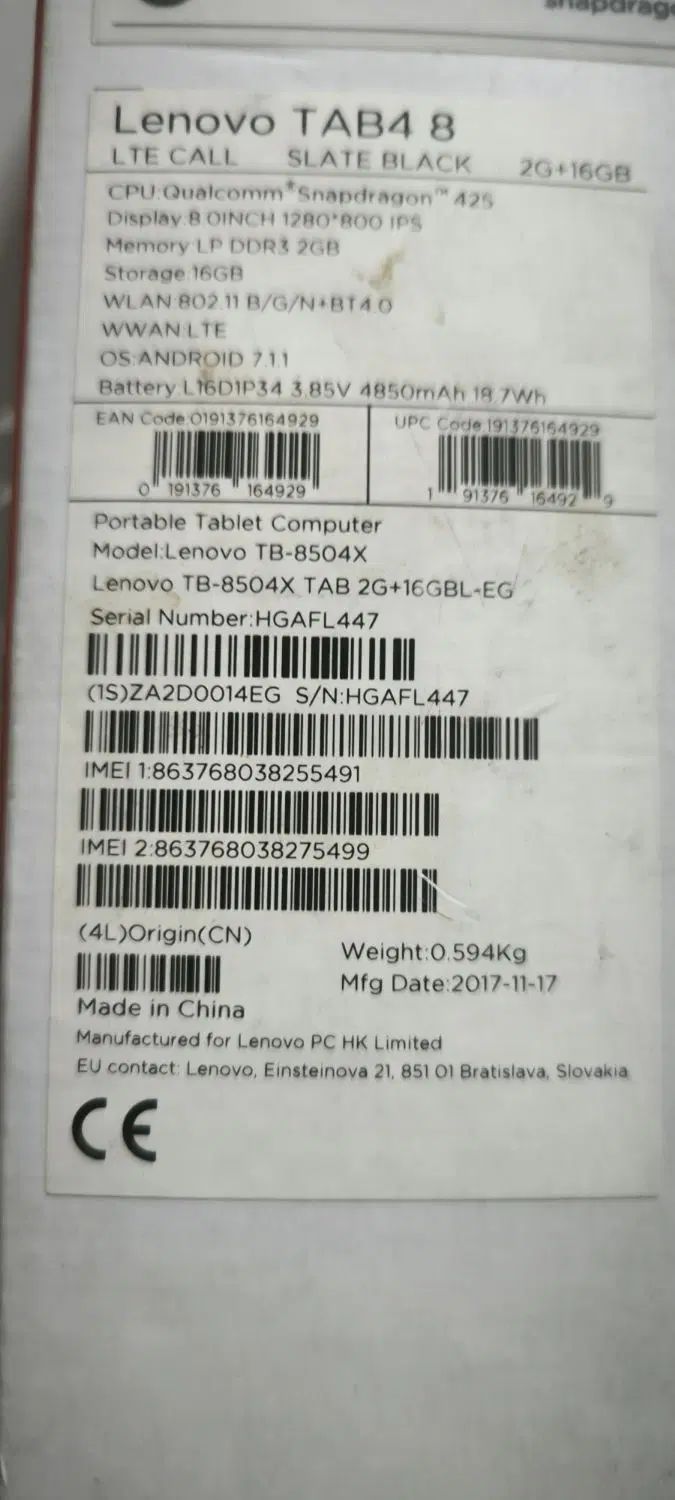 Lenovo TAB4 8
LTE CALL SLATE BLACK 2G+16GB
CPU:Qualcomm®Snapdragon™ 425
Display:8.0INCH 1280*800 IPS
Memory:LP DDR3 2GB
Storage:16GB
WLAN:802.11 B/G/N+BT4.0
WWAN:LTE
OS:ANDROID 7.1.1
Battery:L16D1P34 3.85V 4850mAh 18.7Wh
EAN Code:0191376164929 UPC Code:191376164929
0 191376 164929 1 91376 16492 9
Portable Tablet Computer
Model:Lenovo TB-8504X
Lenovo TB-8504X TAB 2G+16GBL-EG
Serial Number:HGAFL447
(1S)ZA2D0014EG S/N:HGAFL447
IMEI 1:863768038255491
IMEI 2:863768038275499
(4L)Origin(CN)
Weight:0.594Kg
Mfg Date:2017-11-17
Made in China
Manufactured for Lenovo PC HK Limited
EU contact: Lenovo, Einsteinova 21, 851 01 Bratislava, Slovakia
CE